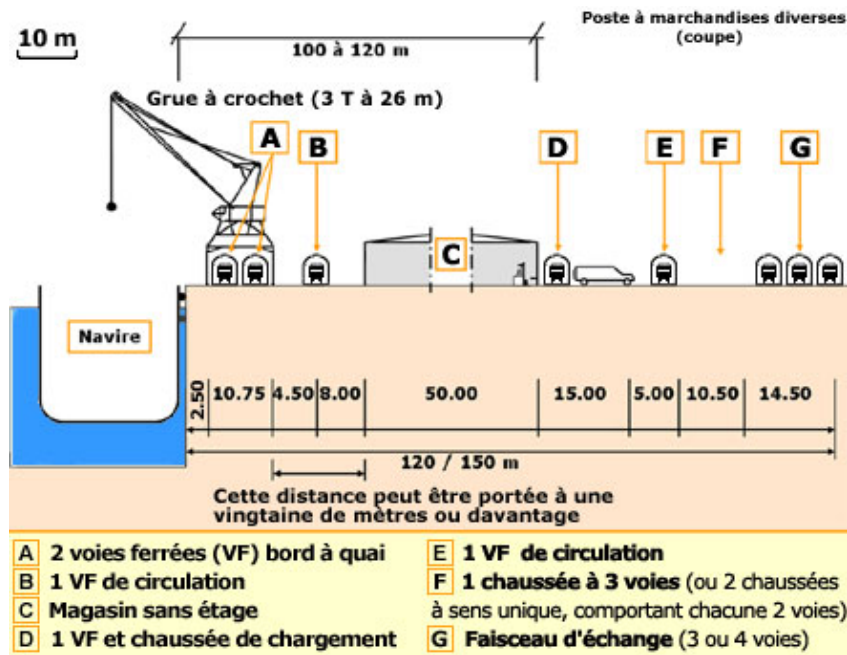 10 m
Poste à marchandises diverses
(coupe)
100 à 120 m
Grue à crochet (3 T à 26 m)
A
B
D
E
F
G
C
Navire
2.50
10.75
4.50
8.00
50.00
15.00
5.00
10.50
14.50
120 / 150 m
Cette distance peut être portée à une
vingtaine de mètres ou davantage
A 2 voies ferrées (VF) bord à quai
B 1 VF de circulation
C Magasin sans étage
D 1 VF et chaussée de chargement
E 1 VF de circulation
F 1 chaussée à 3 voies (ou 2 chaussées
à sens unique, comportant chacune 2 voies)
G Faisceau d'échange (3 ou 4 voies)